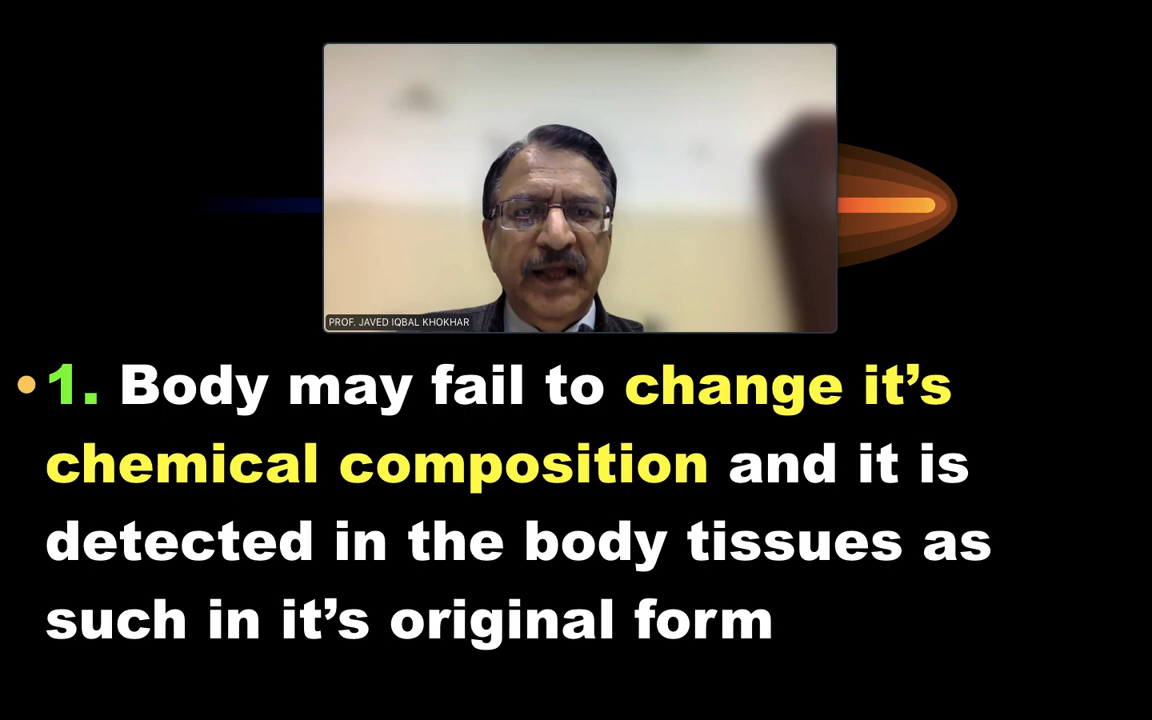 PROF. JAVED IQBAL KHOKHAR
•1. Body may fail to change it’s
chemical composition and it is
detected in the body tissues as
such in it’s original form